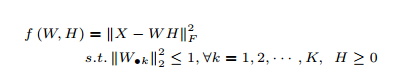 f (W, H) = ‖X − WH‖²_F
s.t. ‖W_{•k}‖²_2 ≤ 1, ∀k = 1, 2, ⋯ , K, H ≥ 0